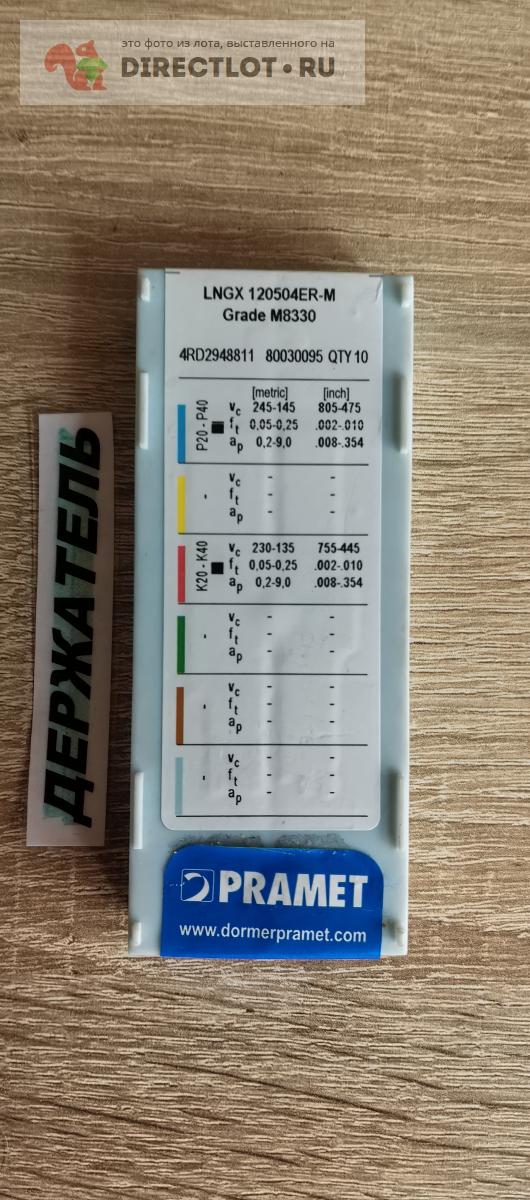 это фото из лота, выставленного на
DIRECTLOT.RU
LNGX 120504ER-M
Grade M8330
4RD2948811 80030095 QTY 10
[metric] [inch]
P20 - P40
vc 245-145 805-475
ft 0,05-0,25 .002-.010
ap 0,2-9,0 .008-.354
-
vc - -
ft - -
ap - -
K20 - K40
vc 230-135 755-445
ft 0,05-0,25 .002-.010
ap 0,2-9,0 .008-.354
-
vc - -
ft - -
ap - -
-
vc - -
ft - -
ap - -
-
vc - -
ft - -
ap - -
PRAMET
www.dormerpramet.com
ДЕРЖАТЕЛЬ